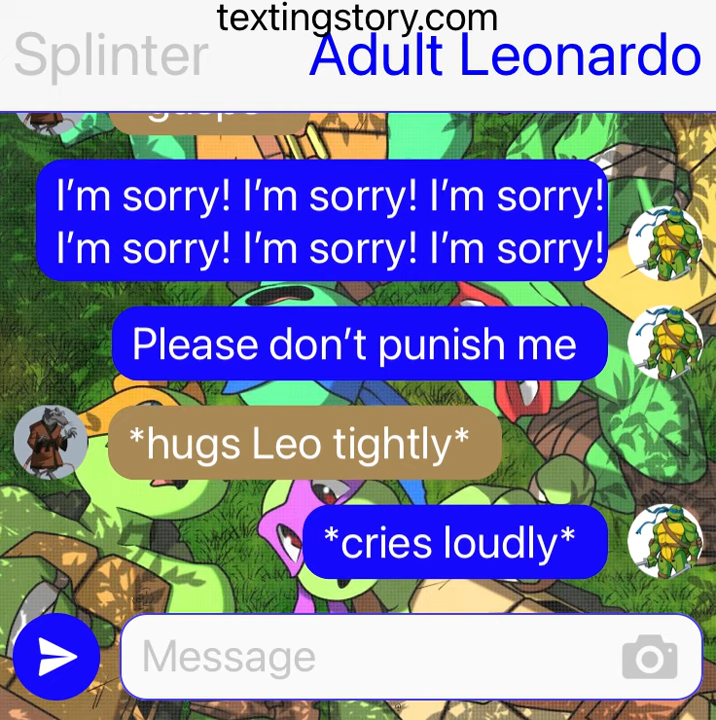 textingstory.com
Splinter Adult Leonardo
I’m sorry! I’m sorry! I’m sorry!
I’m sorry! I’m sorry! I’m sorry!
Please don’t punish me
*hugs Leo tightly*
*cries loudly*
Message